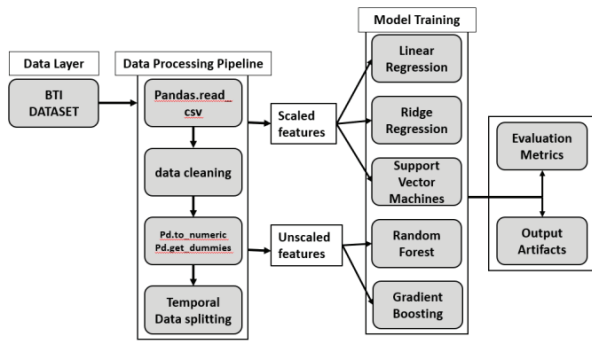 Model Training
Data Layer
Data Processing Pipeline
BTI
DATASET
Pandas.read_
csv
data cleaning
Pd.to_numeric
Pd.get_dummies
Temporal
Data splitting
Scaled
features
Unscaled
features
Linear
Regression
Ridge
Regression
Support
Vector
Machines
Random
Forest
Gradient
Boosting
Evaluation
Metrics
Output
Artifacts